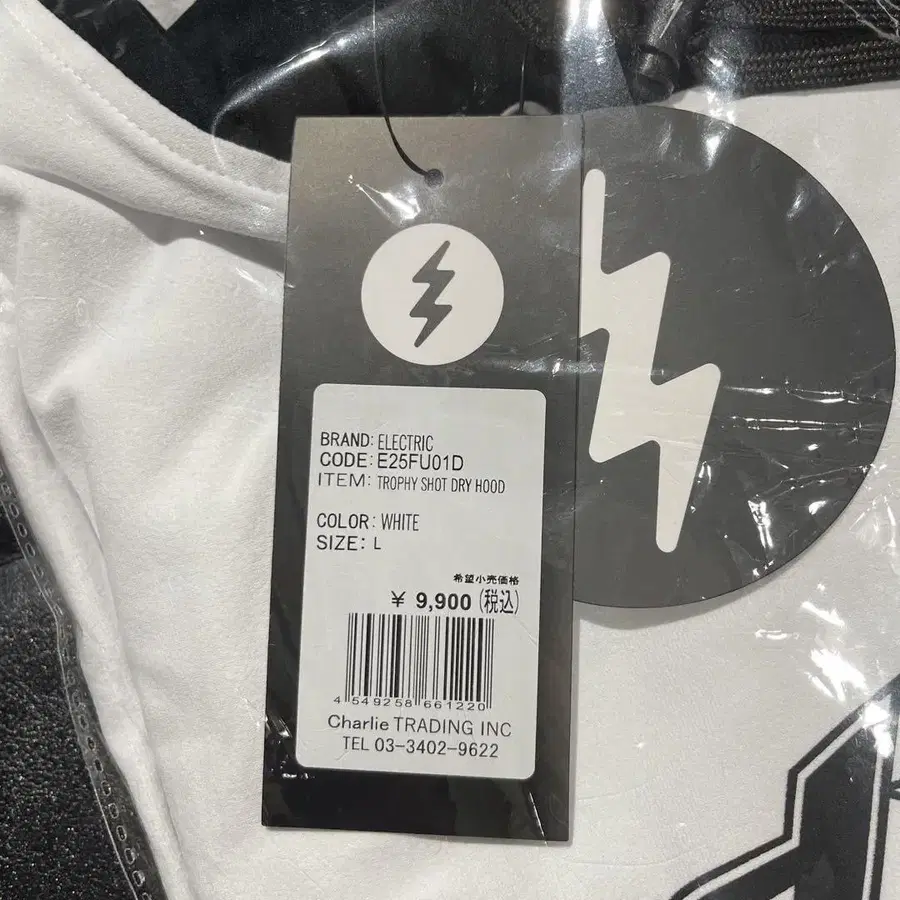 BRAND: ELECTRIC
CODE: E25FU01D
ITEM: TROPHY SHOT DRY HOOD
COLOR: WHITE
SIZE: L
希望小売価格
¥ 9,900 (税込)
4 549258 661220
Charlie TRADING INC
TEL 03-3402-9622